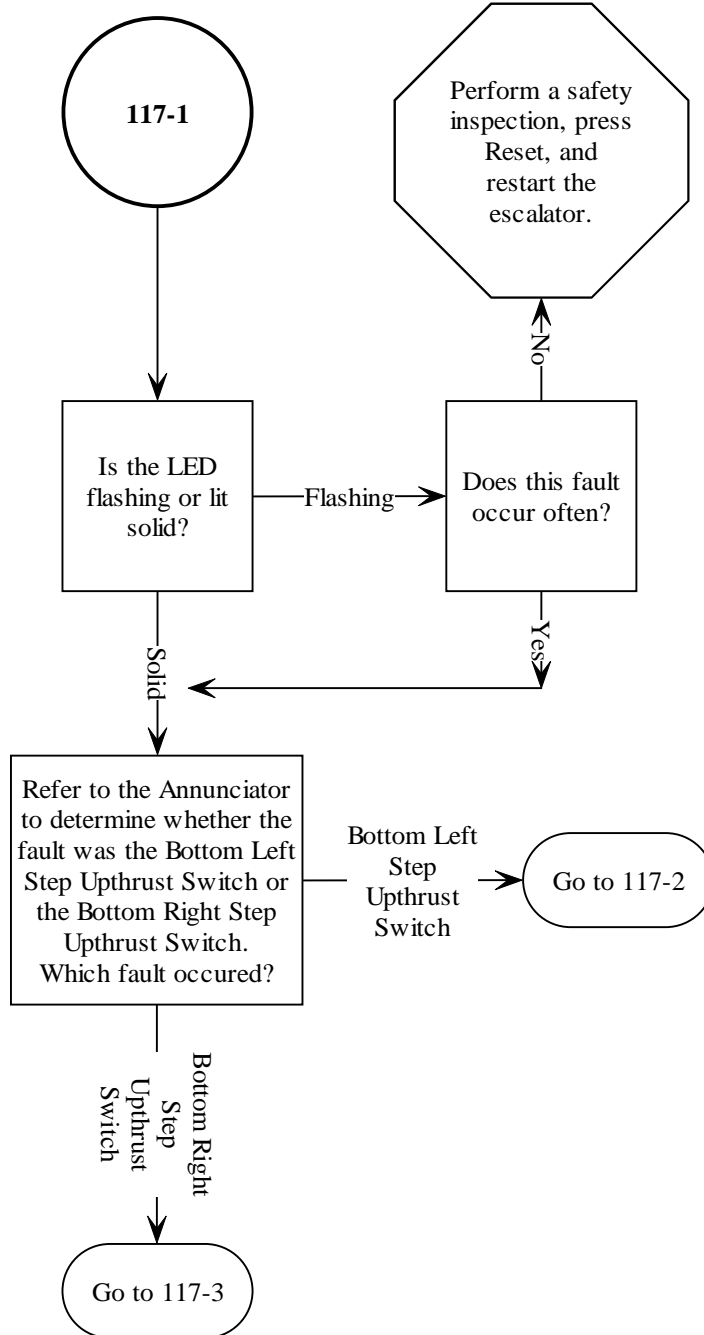 117-1
Perform a safety
inspection, press
Reset, and
restart the
escalator.
No
Is the LED
flashing or lit
solid?
Flashing
Does this fault
occur often?
Solid
Yes
Refer to the Annunciator
to determine whether the
fault was the Bottom Left
Step Upthrust Switch or
the Bottom Right Step
Upthrust Switch.
Which fault occured?
Bottom Left
Step
Upthrust
Switch
Go to 117-2
Bottom Right
Step
Upthrust
Switch
Go to 117-3